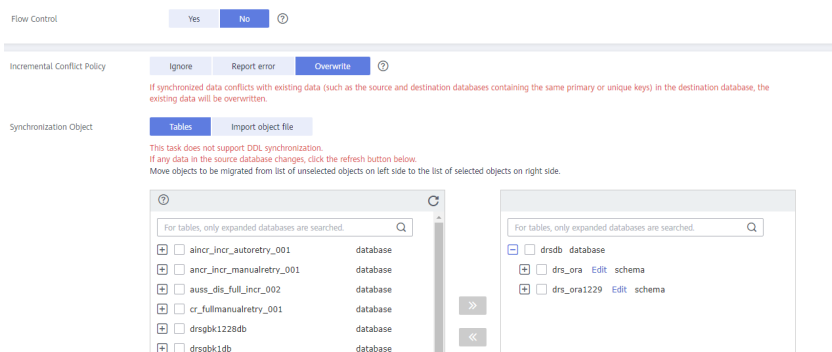 Flow Control Yes No ?
Incremental Conflict Policy Ignore Report error Overwrite ?
If synchronized data conflicts with existing data (such as the source and destination databases containing the same primary or unique keys) in the destination database, the
existing data will be overwritten.
Synchronization Object Tables Import object file
This task does not support DDL synchronization.
If any data in the source database changes, click the refresh button below.
Move objects to be migrated from list of unselected objects on left side to the list of selected objects on right side.
?
For tables, only expanded databases are searched.
aincr_incr_autoretry_001 database
ancr_incr_manualretry_001 database
auss_dis_full_incr_002 database
cr_fullmanualretry_001 database
drsgbk1228db database
drsgbk1db database
For tables, only expanded databases are searched.
drsdb database
drs_ora Edit schema
drs_ora1229 Edit schema